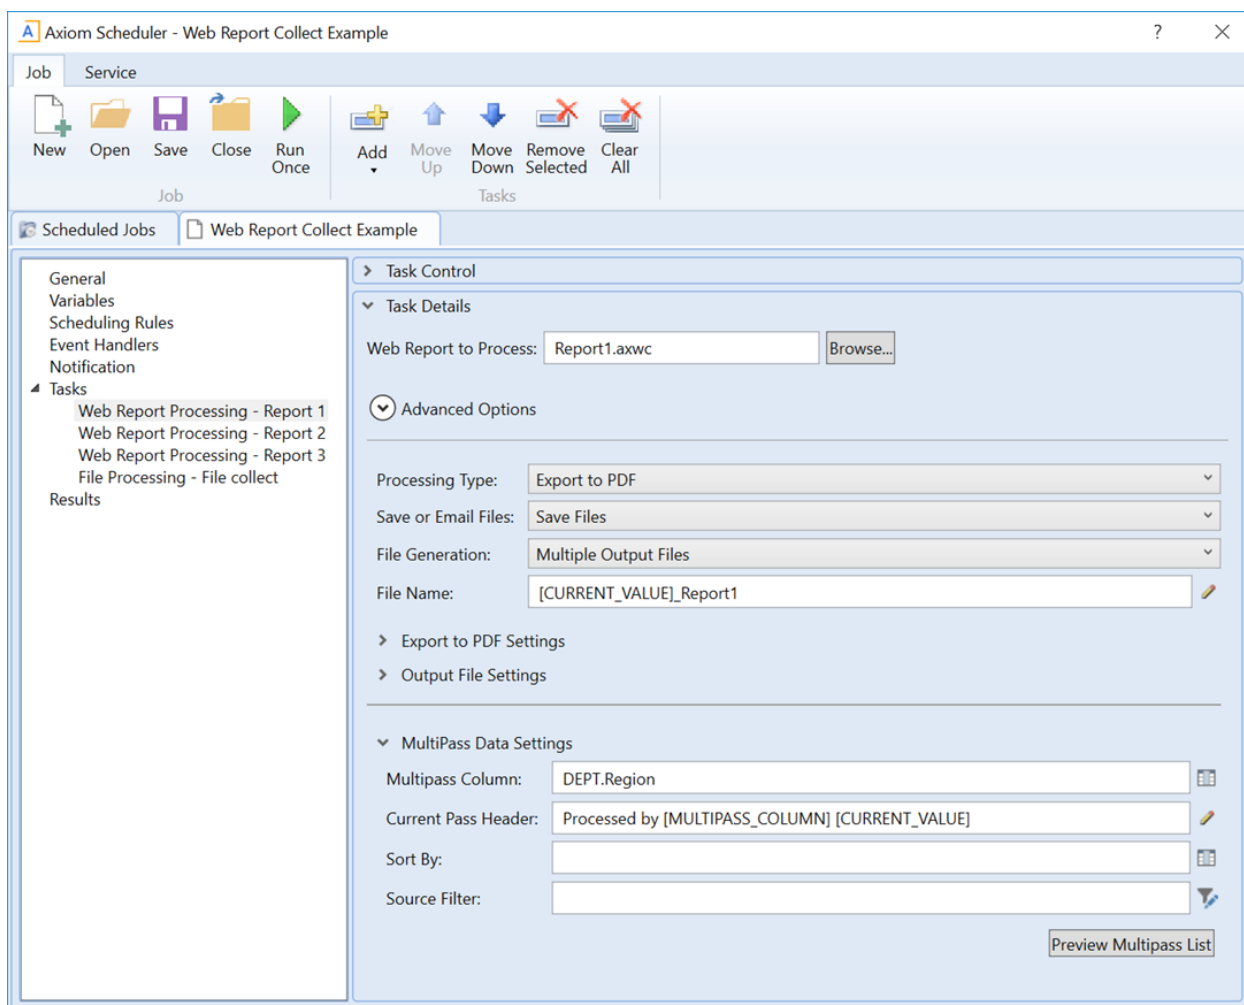 A Axiom Scheduler - Web Report Collect Example ?
Job Service
New Open Save Close Run Once Add Move Up Move Down Remove Selected Clear All
Job Tasks
Scheduled Jobs Web Report Collect Example
General
Variables
Scheduling Rules
Event Handlers
Notification
Tasks
Web Report Processing - Report 1
Web Report Processing - Report 2
Web Report Processing - Report 3
File Processing - File collect
Results
Task Control
Task Details
Web Report to Process: Report1.axwc Browse...
Advanced Options
Processing Type: Export to PDF
Save or Email Files: Save Files
File Generation: Multiple Output Files
File Name: [CURRENT_VALUE]_Report1
Export to PDF Settings
Output File Settings
MultiPass Data Settings
Multipass Column: DEPT.Region
Current Pass Header: Processed by [MULTIPASS_COLUMN] [CURRENT_VALUE]
Sort By:
Source Filter:
Preview Multipass List